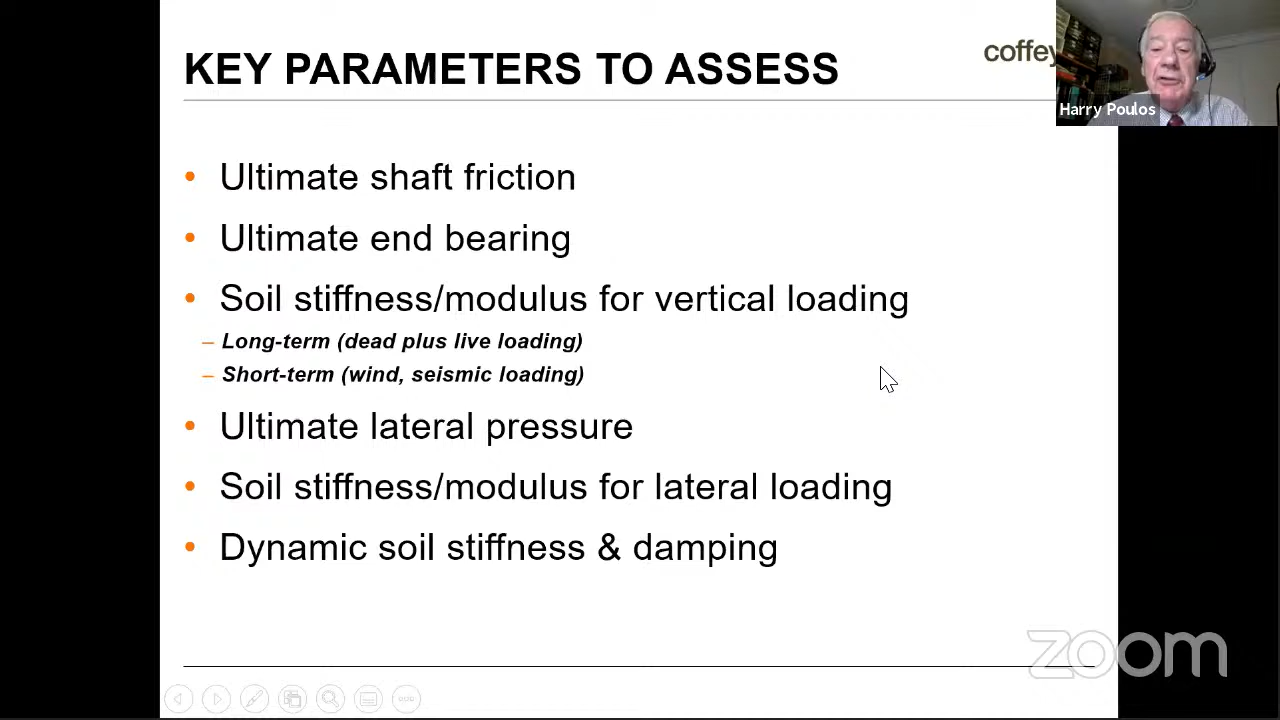 KEY PARAMETERS TO ASSESS
coffey
Harry Poulos
• Ultimate shaft friction
• Ultimate end bearing
• Soil stiffness/modulus for vertical loading
– Long-term (dead plus live loading)
– Short-term (wind, seismic loading)
• Ultimate lateral pressure
• Soil stiffness/modulus for lateral loading
• Dynamic soil stiffness & damping
zoom